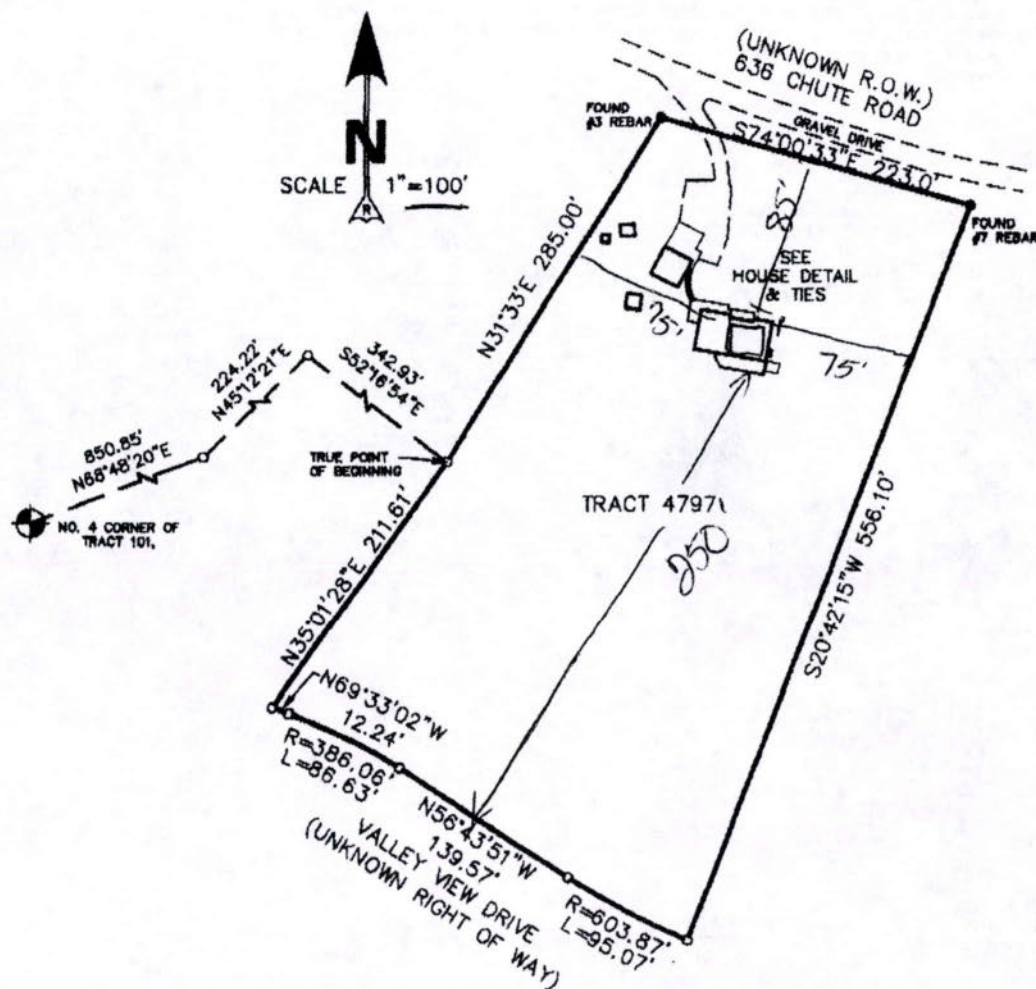 (UNKNOWN R.O.W.)
636 CHUTE ROAD
FOUND
#3 REBAR
GRAVEL DRIVE
S74°00'33"E 223.0'
FOUND
#7 REBAR
N
SCALE 1"=100'
R
85'
SEE
HOUSE DETAIL
& TIES
75'
75'
N31°33'E 285.00'
224.22'
N45°12'21"E
342.93'
S52°16'54"E
850.85'
N68°48'20"E
TRUE POINT
OF BEGINNING
NO. 4 CORNER OF
TRACT 101.
TRACT 4797
250
S20°42'15"W 556.10'
N35°01'28"E 211.61'
N69°33'02"W
12.24'
R=386.06'
L=86.63'
N56°43'51"W
139.57'
VALLEY VIEW DRIVE
(UNKNOWN RIGHT OF WAY)
R=603.87'
L=95.07'